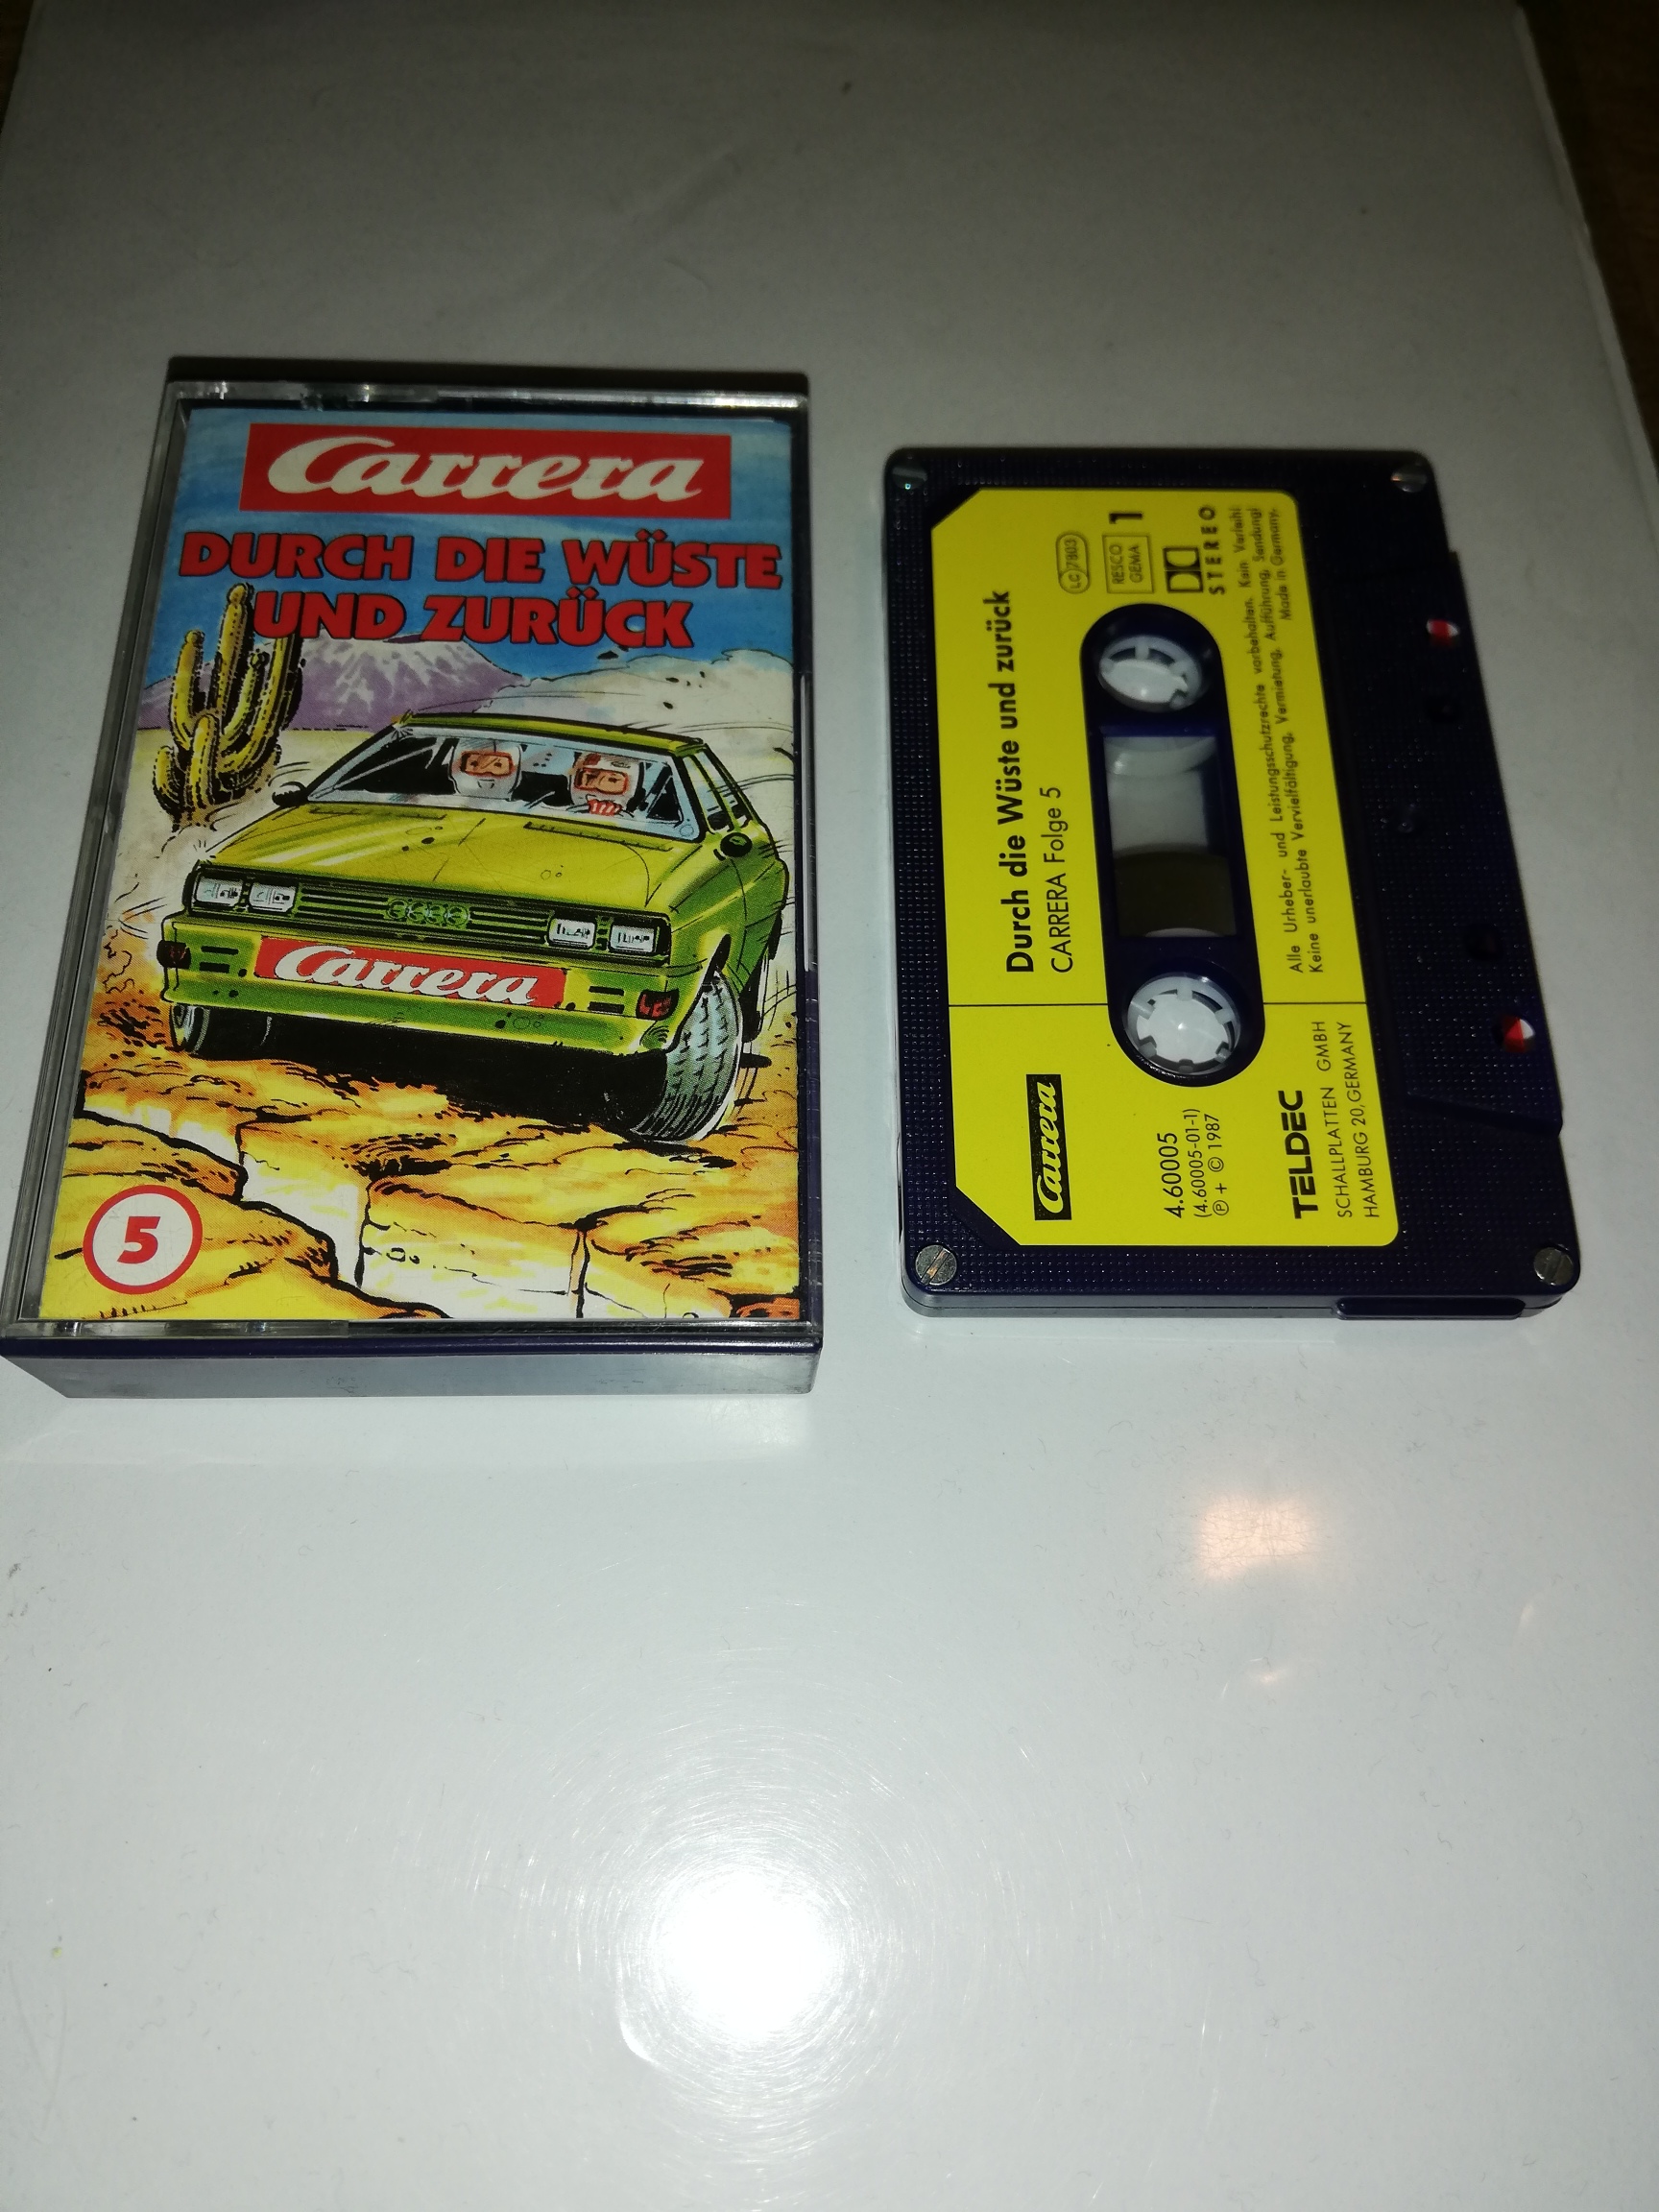 Carrera
DURCH DIE WÜSTE
UND ZURÜCK
Carrera
5
Durch die Wüste und zurück
CARRERA Folge 5
LC 7803
RESCO
GEMA
1
STEREO
Alle Urheber- und Leistungsschutzrechte vorbehalten. Kein Verleih!
Keine unerlaubte Vervielfältigung, Vermietung, Aufführung, Sendung!
Made in Germany.
Carrera
4.60005
(4.60005-01-1)
Ⓟ + © 1987
TELDEC
SCHALLPLATTEN GMBH
HAMBURG 20, GERMANY